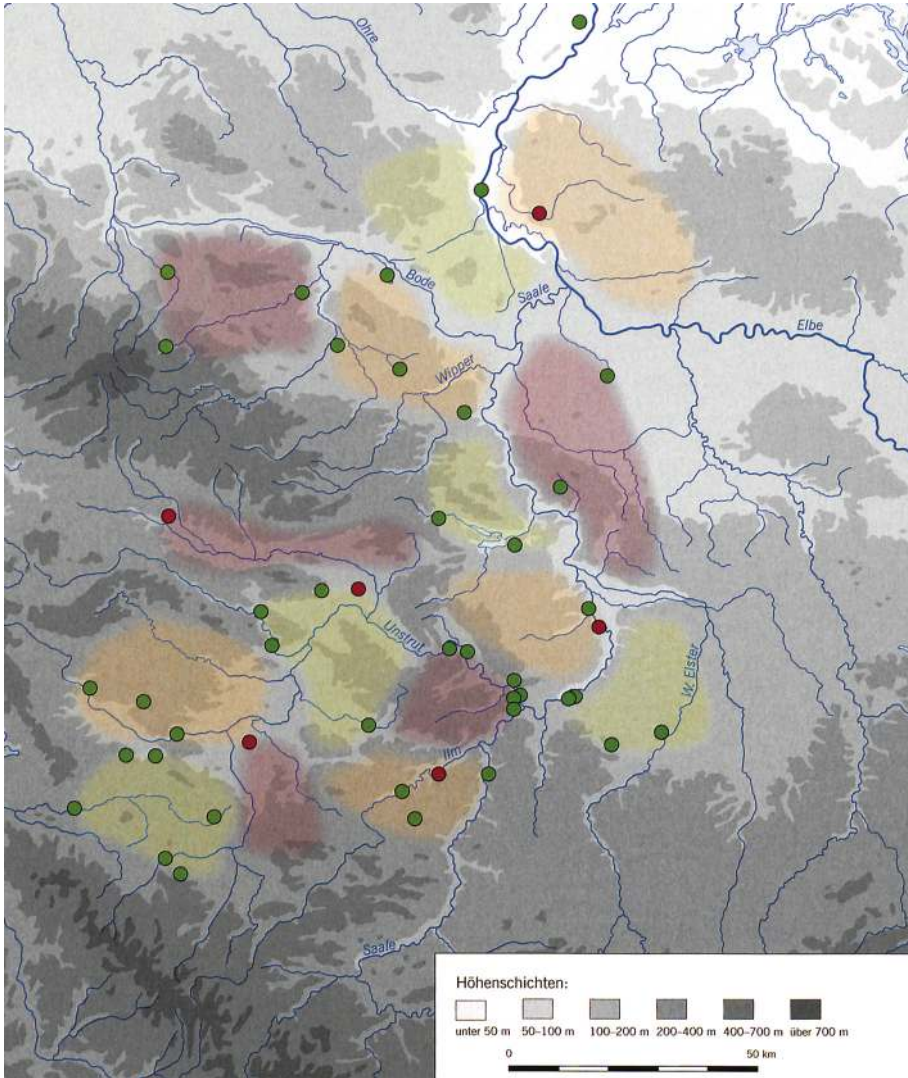 Ohre
Bode
Saale
Elbe
Wipper
Unstrut
W. Elster
Ilm
Saale
Höhenschichten:
unter 50 m 50–100 m 100–200 m 200–400 m 400–700 m über 700 m
0 50 km